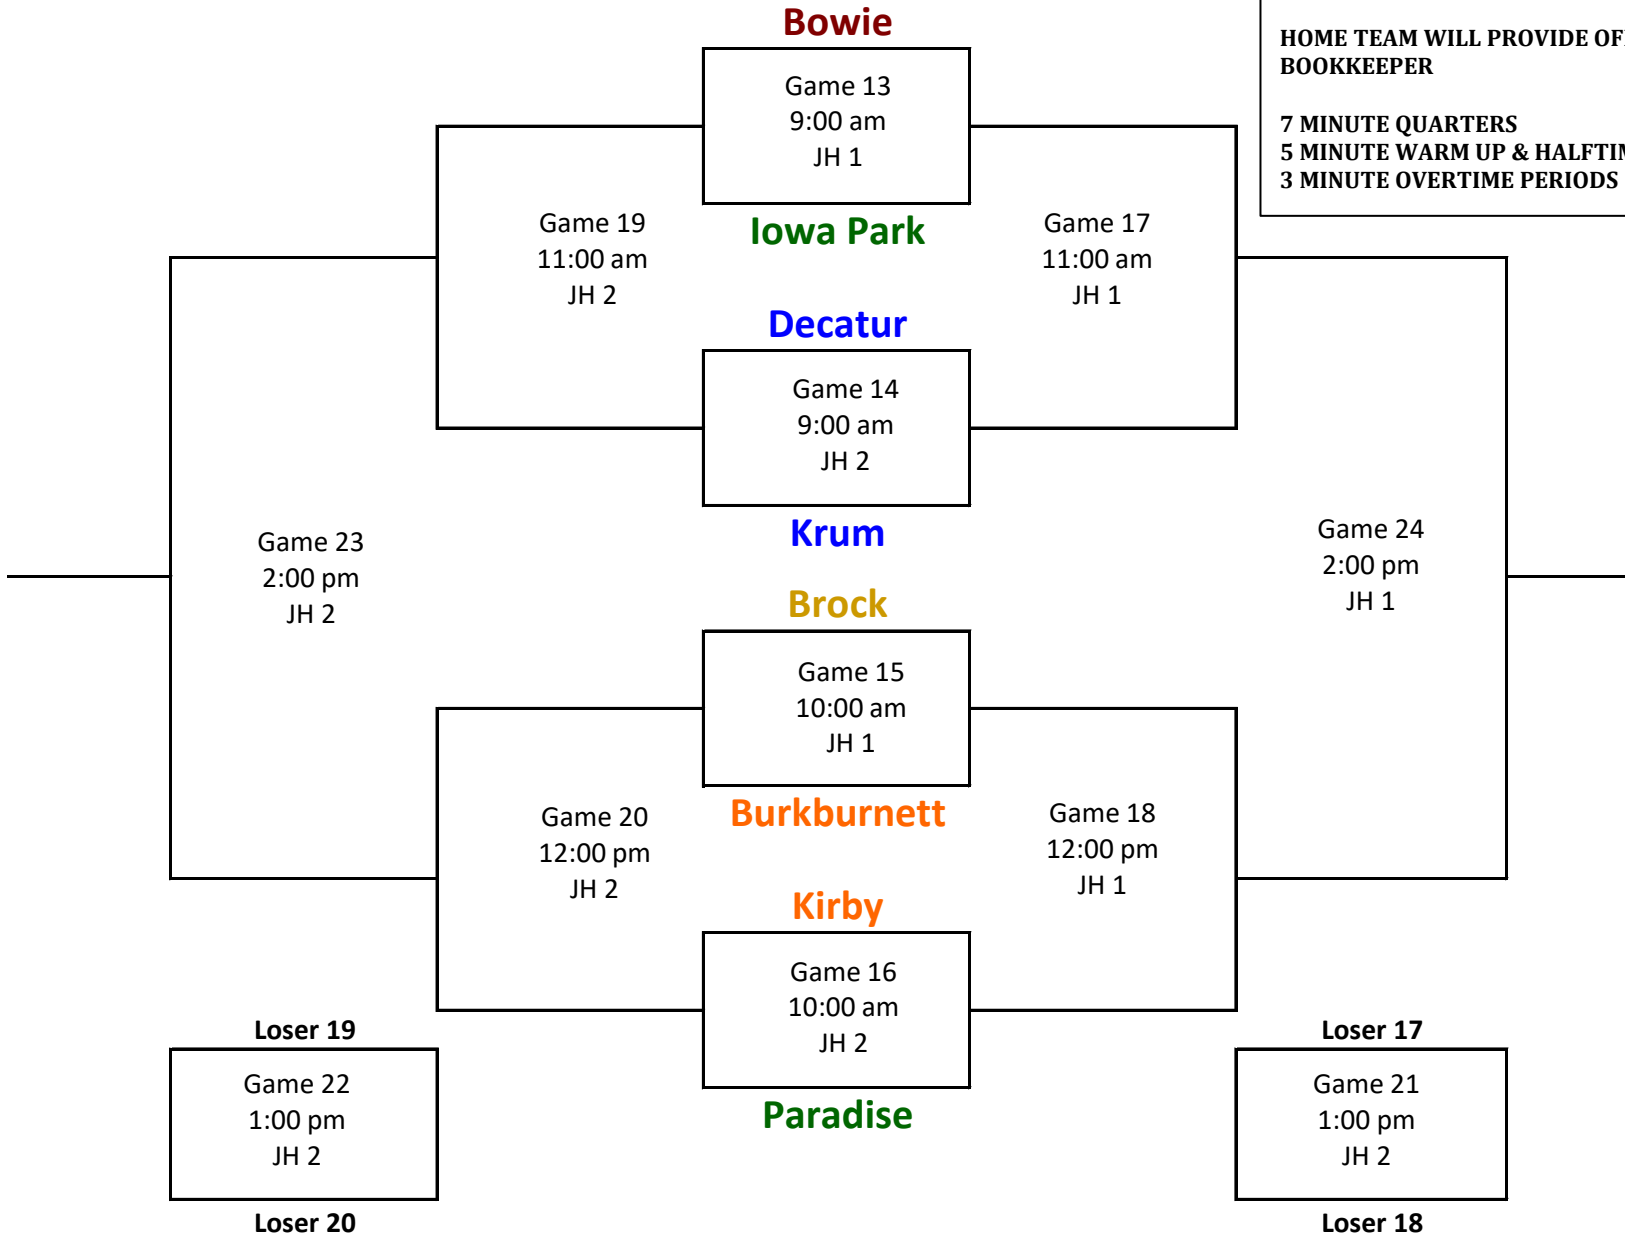 Bowie
HOME TEAM WILL PROVIDE
BOOKKEEPER
7 MINUTE QUARTERS
5 MINUTE WARM UP &
3 MINUTE OVERTIME PERIODS
Game 13
9:00 am
JH 1
Iowa Park
Game 19
11:00 am
JH 2
Game 17
11:00 am
JH 1
Decatur
Game 14
9:00 am
JH 2
Krum
Game 23
2:00 pm
JH 2
Game 24
2:00 pm
JH 1
Brock
Game 15
10:00 am
JH 1
Burkburnett
Game 20
12:00 pm
JH 2
Game 18
12:00 pm
JH 1
Kirby
Game 16
10:00 am
JH 2
Paradise
Loser 19
Game 22
1:00 pm
JH 2
Loser 20
Loser 17
Game 21
1:00 pm
JH 2
Loser 18